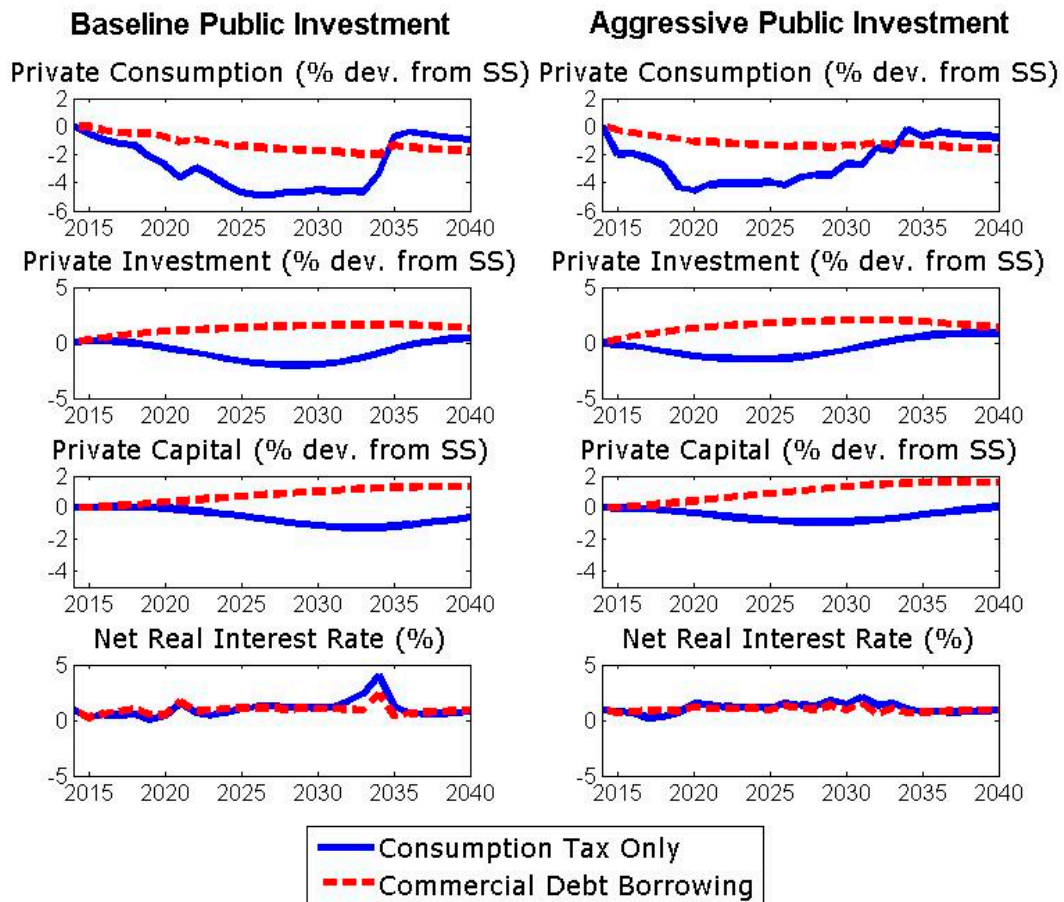 Baseline Public Investment
Aggressive Public Investment
Private Consumption (% dev. from SS)
2
0
-2
-4
-6
2015 2020 2025 2030 2035 2040
Private Consumption (% dev. from SS)
2
0
-2
-4
-6
2015 2020 2025 2030 2035 2040
Private Investment (% dev. from SS)
5
0
-5
2015 2020 2025 2030 2035 2040
Private Investment (% dev. from SS)
5
0
-5
2015 2020 2025 2030 2035 2040
Private Capital (% dev. from SS)
2
0
-2
-4
2015 2020 2025 2030 2035 2040
Private Capital (% dev. from SS)
2
0
-2
-4
2015 2020 2025 2030 2035 2040
Net Real Interest Rate (%)
5
0
-5
2015 2020 2025 2030 2035 2040
Net Real Interest Rate (%)
5
0
-5
2015 2020 2025 2030 2035 2040
Consumption Tax Only
Commercial Debt Borrowing